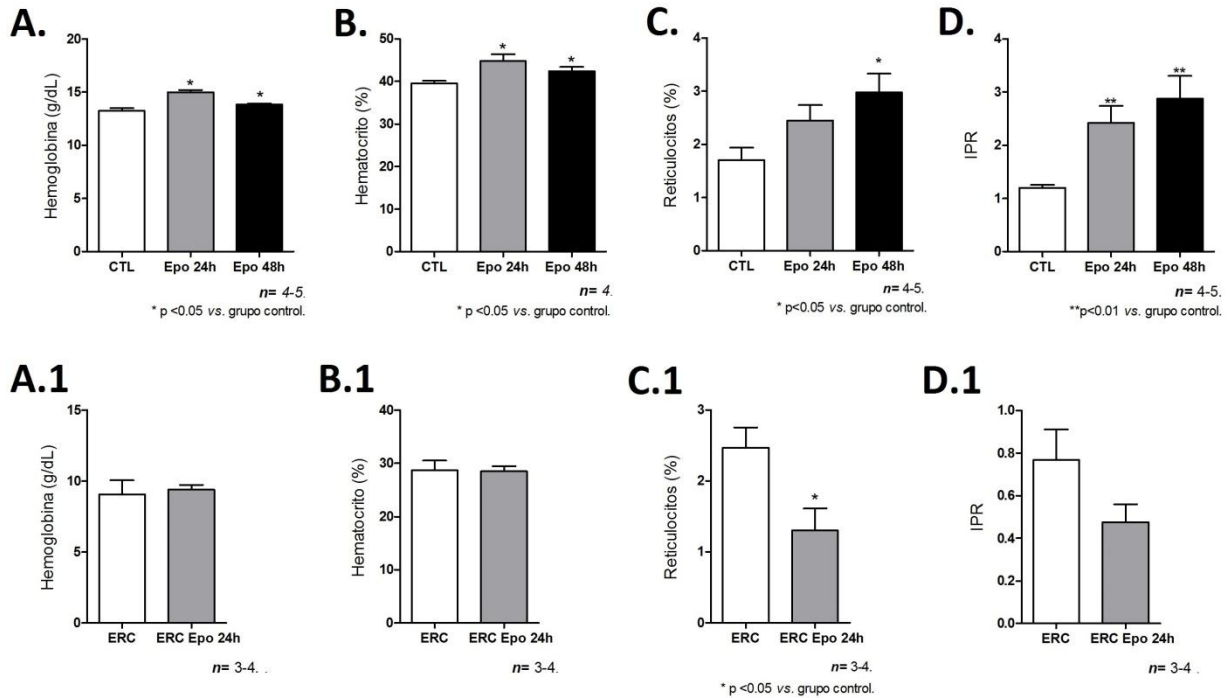 A.
Hemoglobina (g/dL)
20
15
10
5
0
CTL
Epo 24h
Epo 48h
*
*
n= 4-5.
* p <0.05 vs. grupo control.
B.
Hematocrito (%)
50
40
30
20
10
0
CTL
Epo 24h
Epo 48h
*
*
n= 4.
* p <0.05 vs. grupo control.
C.
Reticulocitos (%)
4
3
2
1
0
CTL
Epo 24h
Epo 48h
*
n= 4-5.
*p<0.05 vs. grupo control.
D.
IPR
4
3
2
1
0
CTL
Epo 24h
Epo 48h
**
**
n= 4-5.
**p<0.01 vs. grupo control.
A.1
Hemoglobina (g/dL)
15
10
5
0
ERC
ERC Epo 24h
n= 3-4. .
B.1
Hematocrito (%)
40
30
20
10
0
ERC
ERC Epo 24h
n= 3-4.
C.1
Reticulocitos (%)
3
2
1
0
ERC
ERC Epo 24h
*
n= 3-4.
* p <0.05 vs. grupo control.
D.1
IPR
1.0
0.8
0.6
0.4
0.2
0.0
ERC
ERC Epo 24h
n= 3-4 .